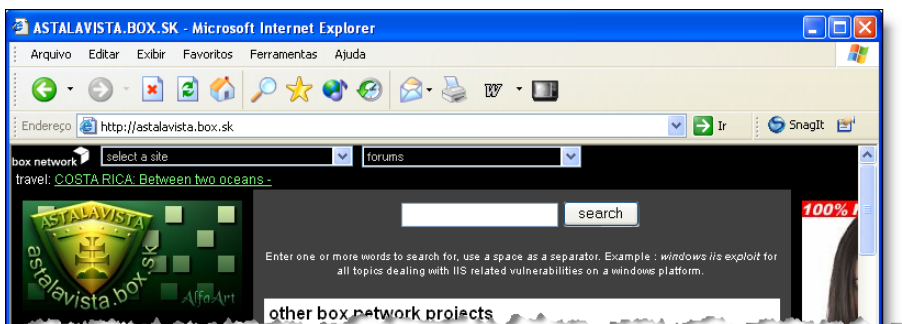 ASTALAVISTA.BOX.SK - Microsoft Internet Explorer
Arquivo Editar Exibir Favoritos Ferramentas Ajuda
W
Endereço http://astalavista.box.sk Ir SnagIt
box network select a site forums
travel: COSTA RICA: Between two oceans -
ASTALAVISTA
astalavista.box.sk
AlfaArt
search
100%
Enter one or more words to search for, use a space as a separator. Example : windows iis exploit for
all topics dealing with IIS related vulnerabilities on a windows platform.
other box network projects